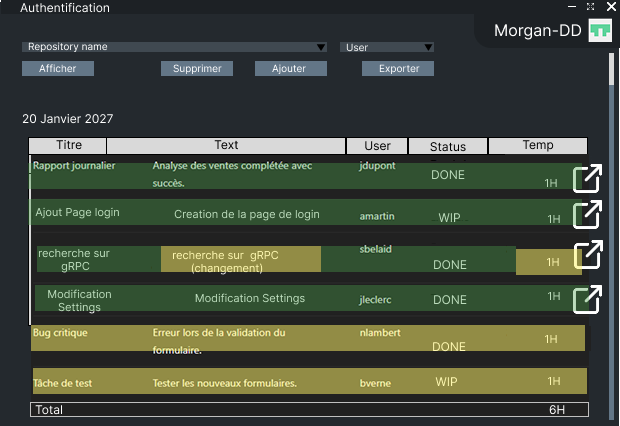 Authentification
Morgan-DD
Repository name User
Afficher Supprimer Ajouter Exporter
20 Janvier 2027
Titre Text User Status Temp
Rapport journalier Analyse des ventes complétée avec jdupont
succès. DONE 1H
Ajout Page login Creation de la page de login amartin WIP 1H
sbelaid
recherche sur recherche sur gRPC
gRPC (changement) DONE 1H
Modification Modification Settings jleclerc DONE 1H
Settings
Bug critique Erreur lors de la validation du nlambert 1H
formulaire. DONE
Tâche de test Tester les nouveaux formulaires. bverne WIP 1H
Total 6H